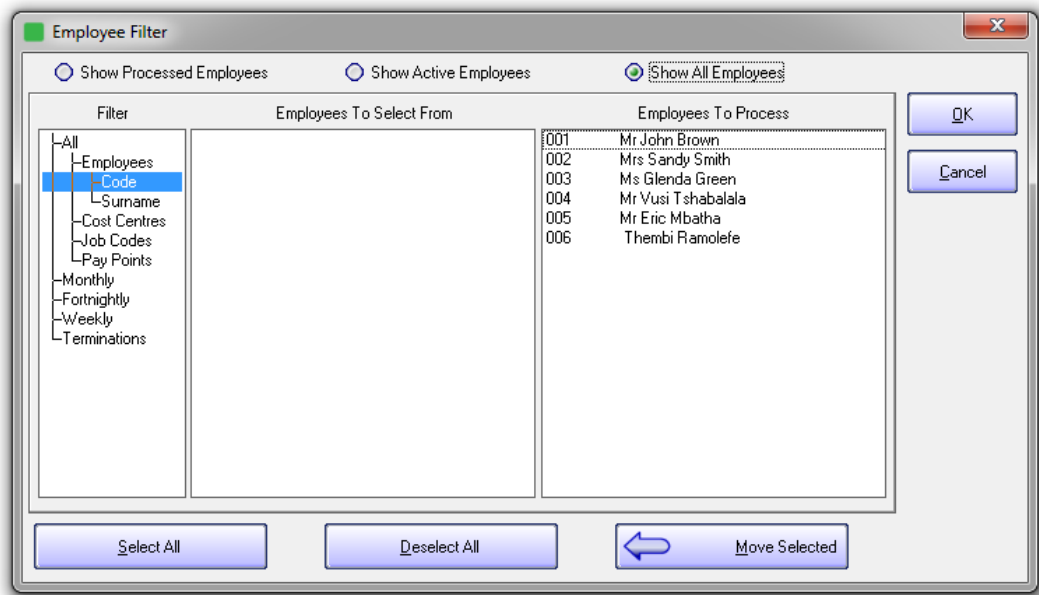 Employee Filter
Show Processed Employees Show Active Employees Show All Employees
Filter Employees To Select From Employees To Process
All
Employees
Code
Surname
Cost Centres
Job Codes
Pay Points
Monthly
Fortnightly
Weekly
Terminations
001 Mr John Brown
002 Mrs Sandy Smith
003 Ms Glenda Green
004 Mr Vusi Tshabalala
005 Mr Eric Mbatha
006 Thembi Ramolefe
OK
Cancel
Select All Deselect All Move Selected